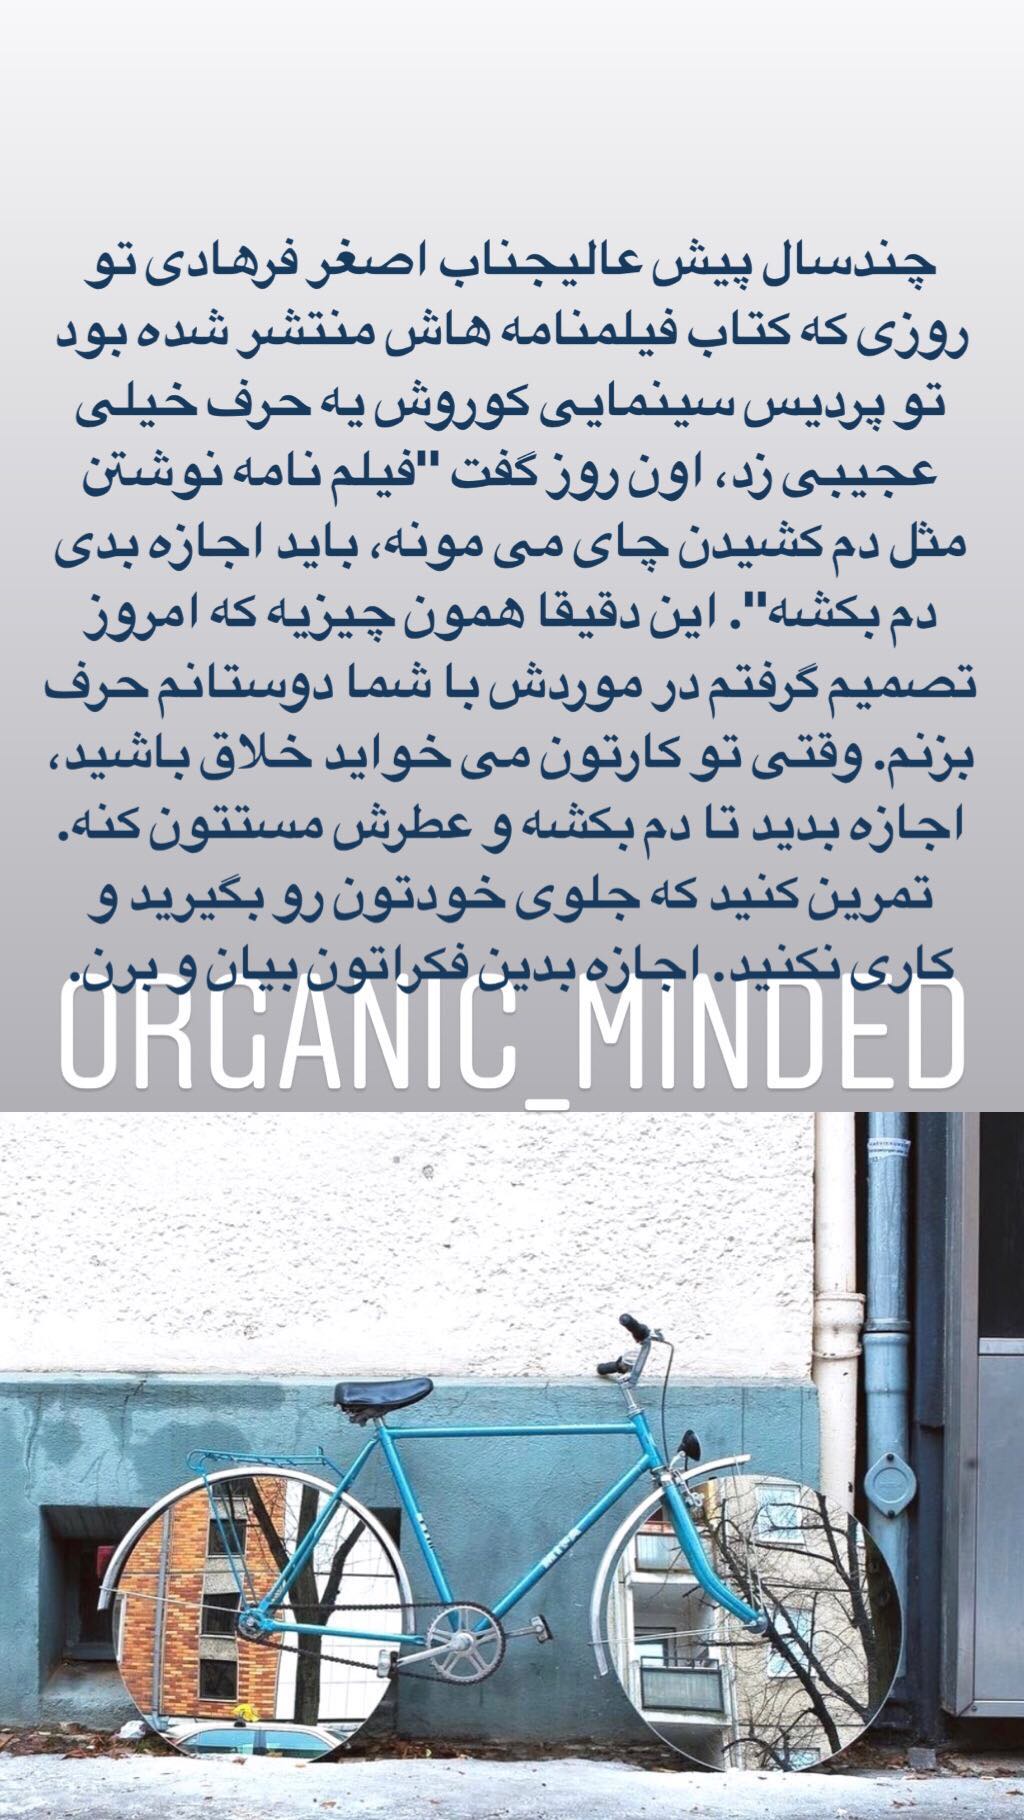 چندسال پیش عالیجناب اصغر فرهادی تو
روزی که کتاب فیلمنامه هاش منتشر شده بود
تو پردیس سینمایی کوروش یه حرف خیلی
عجیبی زد، اون روز گفت "فیلم نامه نوشتن
مثل دم کشیدن چای می مونه، باید اجازه بدی
دم بکشه". این دقیقا همون چیزیه که امروز
تصمیم گرفتم در موردش با شما دوستانم حرف
بزنم. وقتی تو کارتون می خواید خلاق باشید،
اجازه بدید تا دم بکشه و عطرش مستتون کنه.
تمرین کنید که جلوی خودتون رو بگیرید و
کاری نکنید. اجازه بدین فکراتون بیان و برن.
ORGANIC_MINDED